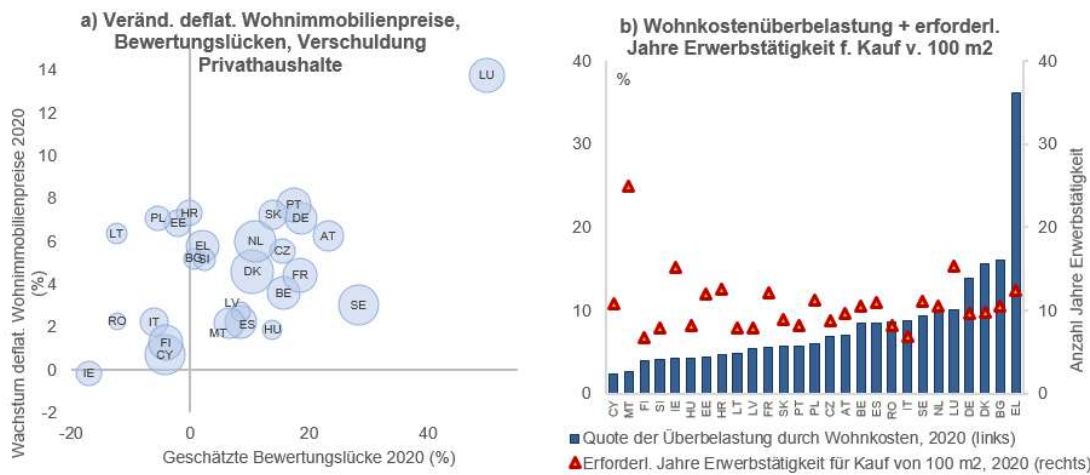 a) Veränd. deflat. Wohnimmobilienpreise,
Bewertungslücken, Verschuldung
Privathaushalte
Wachstum deflat. Wohnimmobilienpreise 2020
(%)
14
12
10
8
6
4
2
0
-2
-20
0
20
40
LU
PT
HR
PL
EE
SK
DE
LT
AT
NL
EL
CZ
BG
SI
DK
FR
BE
SE
LV
RO
IT
ES
MT
HU
FI
CY
IE
Geschätzte Bewertungslücke 2020 (%)
b) Wohnkostenüberbelastung + erforderl.
Jahre Erwerbstätigkeit f. Kauf v. 100 m2
%
40
30
20
10
0
40
30
20
10
0
Anzahl Jahre Erwerbstätigkeit
CY MT FI SI IE HU EE HR LT LV FR SK PT PL CZ AT BE ES RO IT SE NL LU DE DK BG EL
Quote der Überbelastung durch Wohnkosten, 2020 (links)
Erforderl. Jahre Erwerbstätigkeit für Kauf von 100 m2, 2020 (rechts)